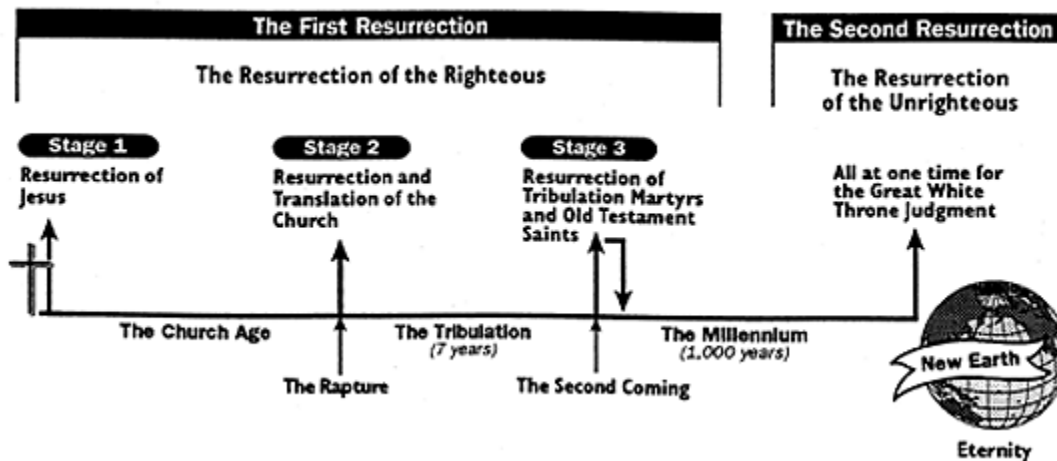 The First Resurrection
The Resurrection of the Righteous
The Second Resurrection
The Resurrection
of the Unrighteous
Stage 1
Resurrection of
Jesus
Stage 2
Resurrection and
Translation of the
Church
Stage 3
Resurrection of
Tribulation Martyrs
and Old Testament
Saints
All at one time for
the Great White
Throne Judgment
The Church Age
The Tribulation
(7 years)
The Millennium
(1,000 years)
The Rapture
The Second Coming
New Earth
Eternity